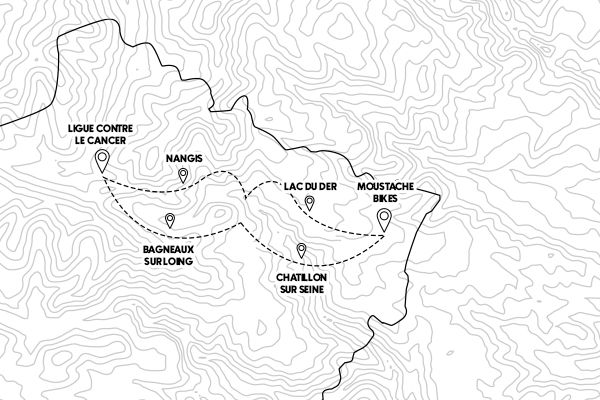 LIGUE CONTRE
LE CANCER
NANGIS
LAC DU DER
MOUSTACHE
BIKES
BAGNEAUX
SUR LOING
CHATILLON
SUR SEINE